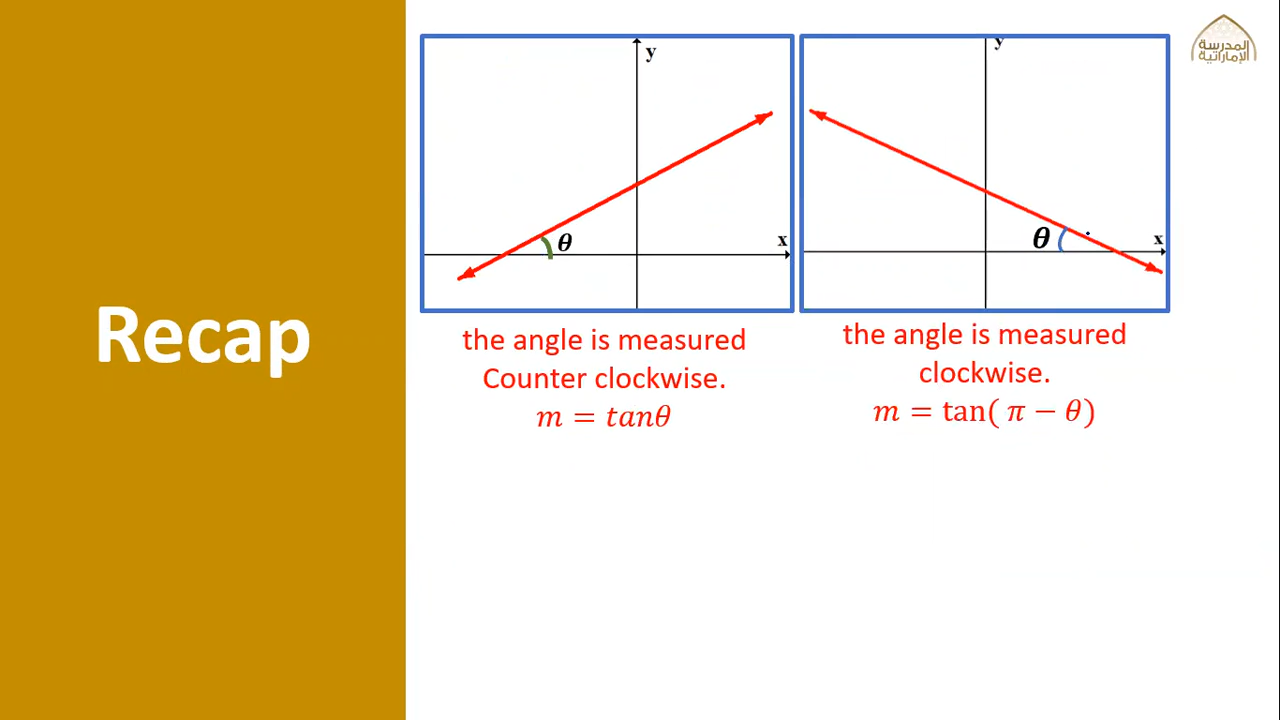 Recap
y
θ
x
the angle is measured
Counter clockwise.
m = tanθ
y
θ
x
the angle is measured
clockwise.
m = tan( π − θ)
المدرسة
الإماراتية